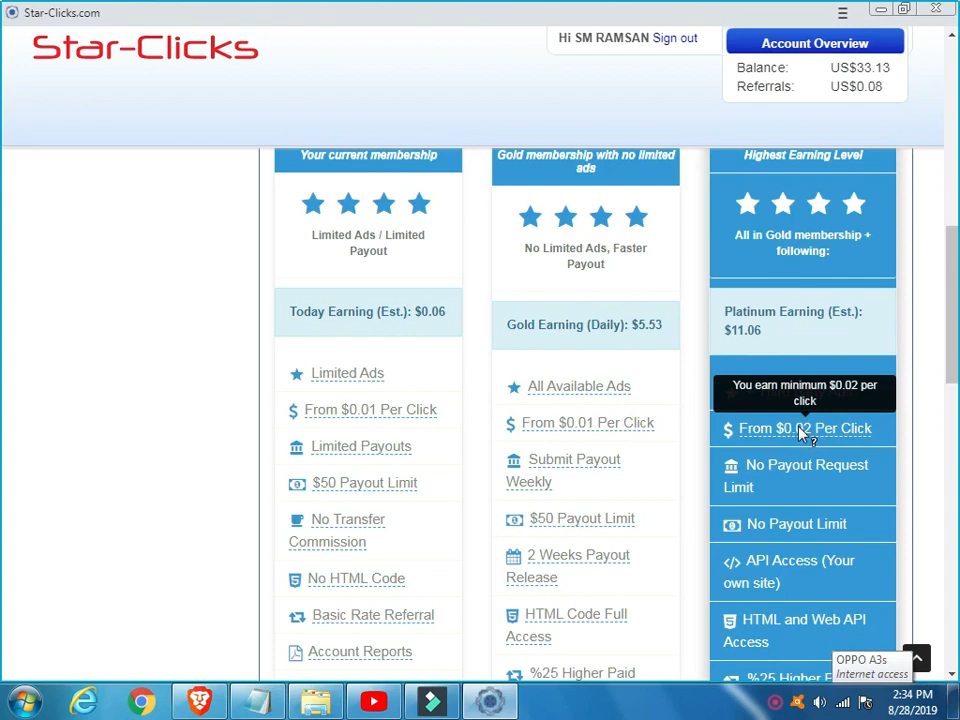 Star-Clicks.com
Star-Clicks
Hi SM RAMSAN Sign out
Account Overview
Balance: US$33.13
Referrals: US$0.08
Your current membership
Limited Ads / Limited
Payout
Today Earning (Est.): $0.06
Limited Ads
From $0.01 Per Click
Limited Payouts
$50 Payout Limit
No Transfer
Commission
No HTML Code
Basic Rate Referral
Account Reports
Gold membership with no limited
ads
No Limited Ads, Faster
Payout
Gold Earning (Daily): $5.53
All Available Ads
From $0.01 Per Click
Submit Payout
Weekly
$50 Payout Limit
2 Weeks Payout
Release
HTML Code Full
Access
%25 Higher Paid
Highest Earning Level
All in Gold membership +
following:
Platinum Earning (Est.):
$11.06
You earn minimum $0.02 per
click
From $0.02 Per Click
No Payout Request
Limit
No Payout Limit
API Access (Your
own site)
HTML and Web API
Access
%25 Higher
OPPO A3s
Internet access
2:34 PM
8/28/2019